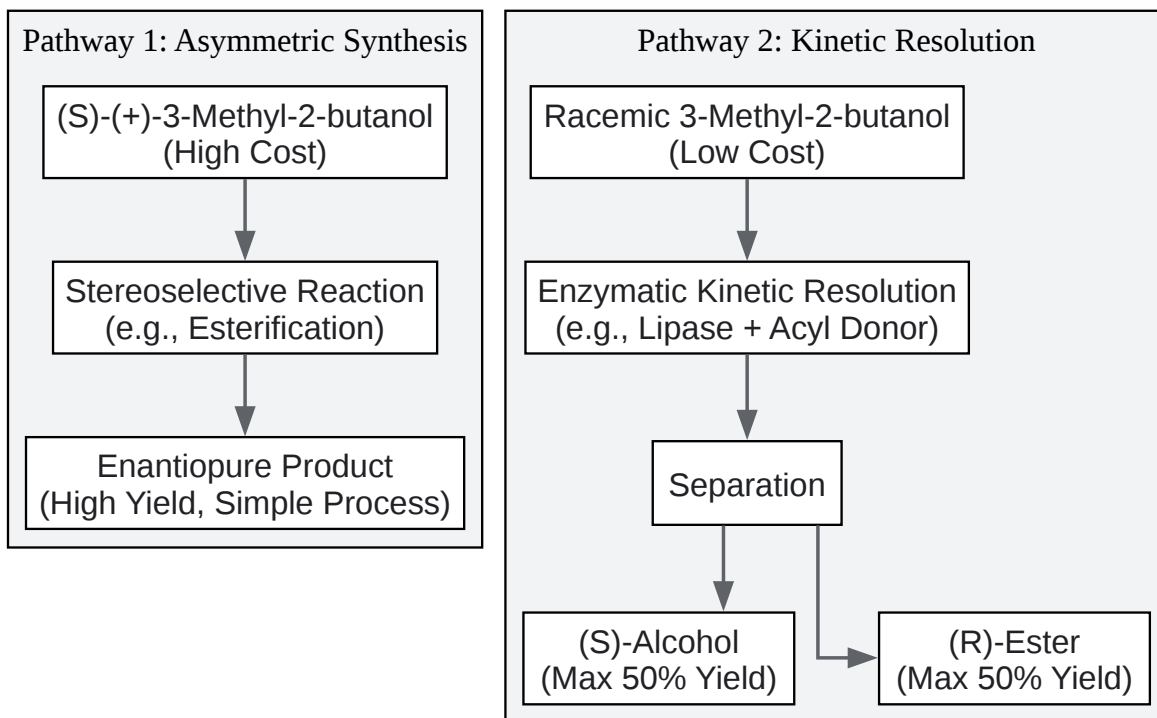 Pathway 1: Asymmetric Synthesis
(S)-(+)-3-Methyl-2-butanol
(High Cost)
Stereoselective Reaction
(e.g., Esterification)
Enantiopure Product
(High Yield, Simple Process)
Pathway 2: Kinetic Resolution
Racemic 3-Methyl-2-butanol
(Low Cost)
Enzymatic Kinetic Resolution
(e.g., Lipase + Acyl Donor)
Separation
(S)-Alcohol
(Max 50% Yield)
(R)-Ester
(Max 50% Yield)